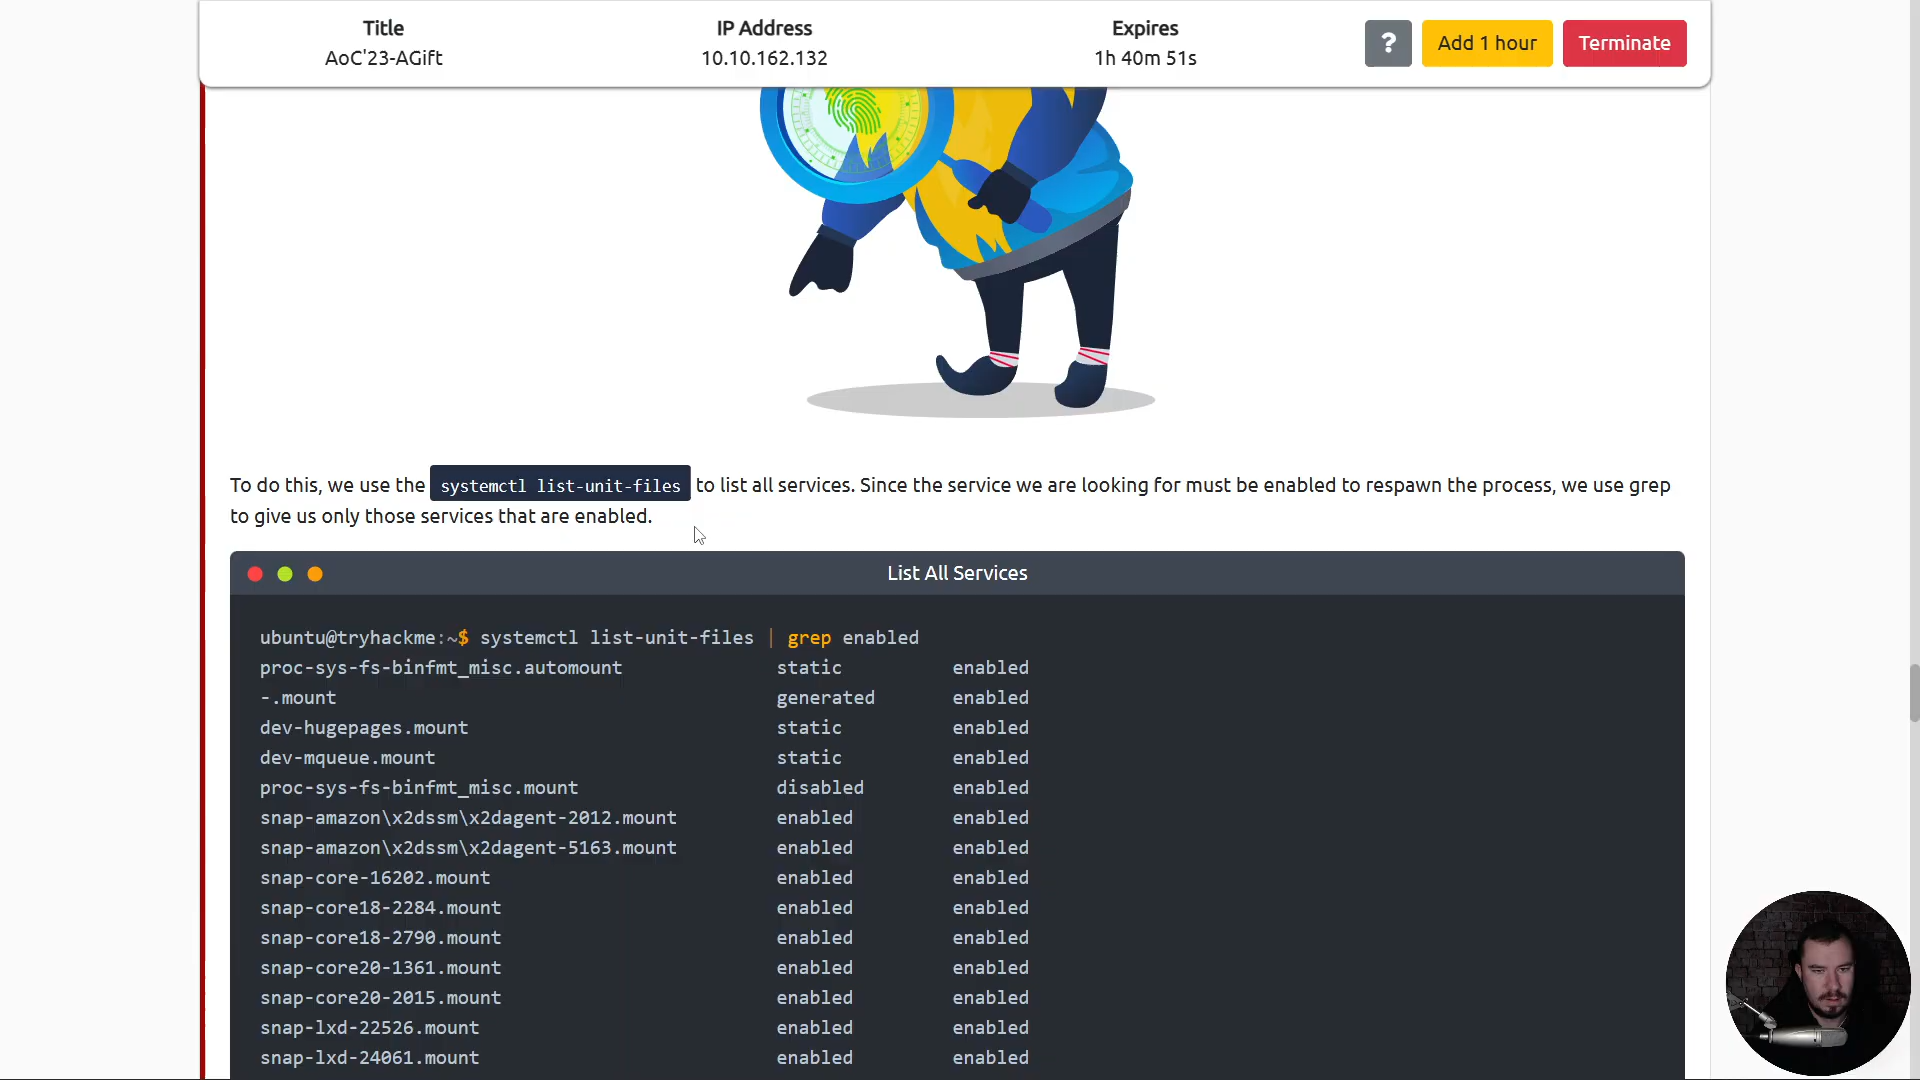 Title
AoC'23-AGift
IP Address
10.10.162.132
Expires
1h 40m 51s
?
Add 1 hour
Terminate
To do this, we use the systemctl list-unit-files to list all services. Since the service we are looking for must be enabled to respawn the process, we use grep
to give us only those services that are enabled.
List All Services
ubuntu@tryhackme:~$ systemctl list-unit-files | grep enabled
proc-sys-fs-binfmt_misc.automount static enabled
-.mount generated enabled
dev-hugepages.mount static enabled
dev-mqueue.mount static enabled
proc-sys-fs-binfmt_misc.mount disabled enabled
snap-amazon\x2dssm\x2dagent-2012.mount enabled enabled
snap-amazon\x2dssm\x2dagent-5163.mount enabled enabled
snap-core-16202.mount enabled enabled
snap-core18-2284.mount enabled enabled
snap-core18-2790.mount enabled enabled
snap-core20-1361.mount enabled enabled
snap-core20-2015.mount enabled enabled
snap-lxd-22526.mount enabled enabled
snap-lxd-24061.mount enabled enabled